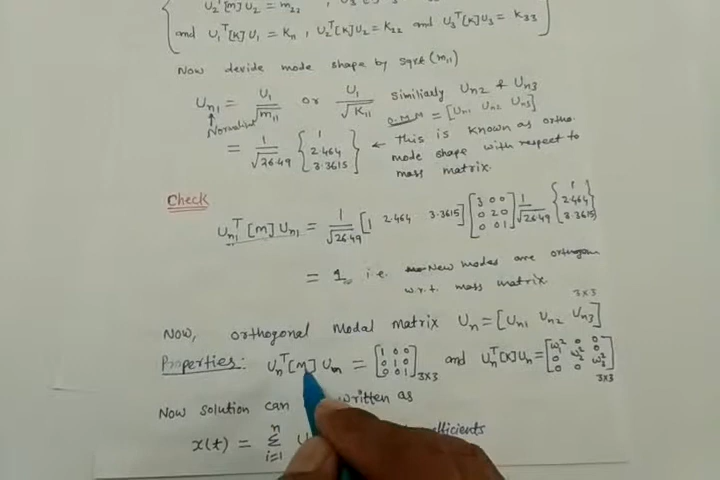 U₂ᵀ[m]U₂ = m₂₂ ,
and U₁ᵀ[K]U₁ = K₁₁ , U₂ᵀ[K]U₂ = K₂₂ and U₃ᵀ[K]U₃ = K₃₃
Now devide mode shape by sqrt (m₁₁)
Uₙ₁ = U₁/√m₁₁ or U₁/√K₁₁ Similarly Uₙ₂ & Uₙ₃
Normalized O.M.M = [Uₙ₁ Uₙ₂ Uₙ₃]
= 1/√26.49 {1 2.464 3.3615} ← This is known as ortho.
mode shape with respect to
mass matrix.
Check
Uₙ₁ᵀ[m]Uₙ₁ = 1/√26.49 [1 2.464 3.3615] [3 0 0 0 2 0 0 0 1] 1/√26.49 {1 2.464 3.3615}
= 1 i.e. New modes are orthogon
w.r.t. mass matrix.
3×3
Now, orthogonal Modal matrix Uₙ = [Uₙ₁ Uₙ₂ Uₙ₃]
Properties: Uₙᵀ[M]Uₙ = [1 0 0 0 1 0 0 0 1]3×3 and Uₙᵀ[K]Uₙ = [ω₁² 0 0 0 ω₂² 0 0 0 ω₃²]3×3
Now solution can written as
x(t) = Σ i=1 n U